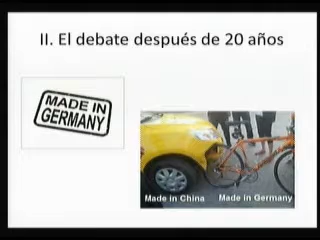 II. El debate después de 20 años
MADE IN
GERMANY
Made in China
Made in Germany